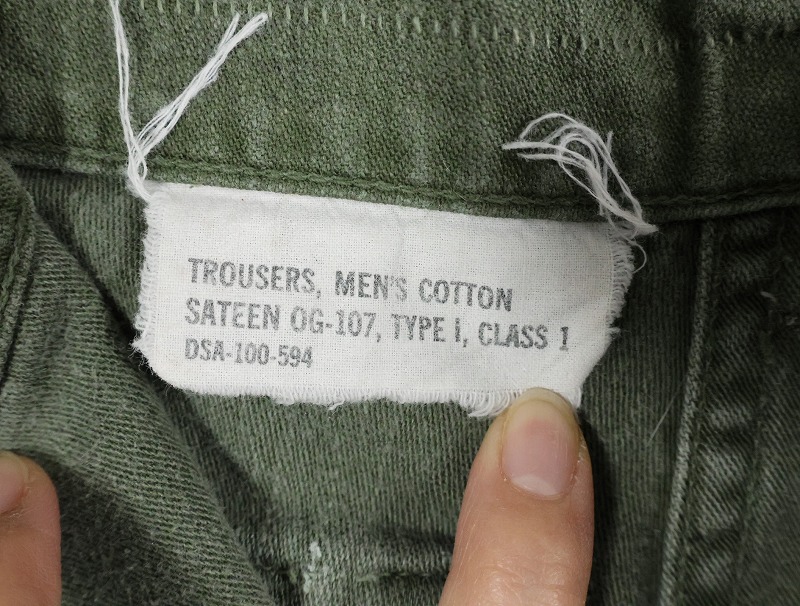 TROUSERS, MEN'S COTTON
SATEEN OG-107, TYPE I, CLASS 1
DSA-100-594